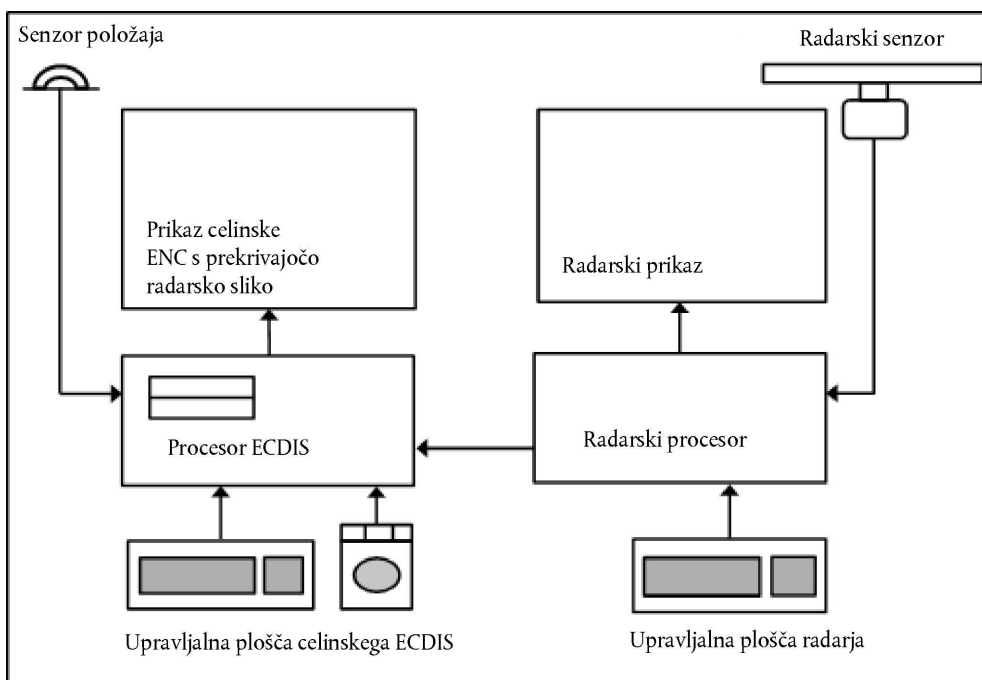 Senzor položaja
Radarski senzor
Prikaz celinske
ENC s prekrivajočo
radarsko sliko
Radarski prikaz
Procesor ECDIS
Radarski procesor
Upravljalna plošča celinskega ECDIS
Upravljalna plošča radarja